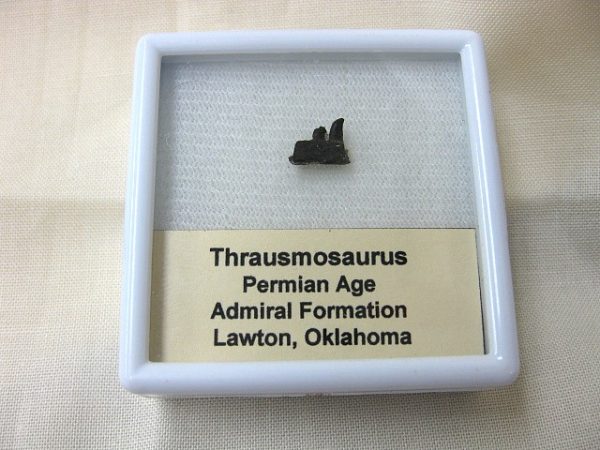 Thrausmosaurus
Permian Age
Admiral Formation
Lawton, Oklahoma